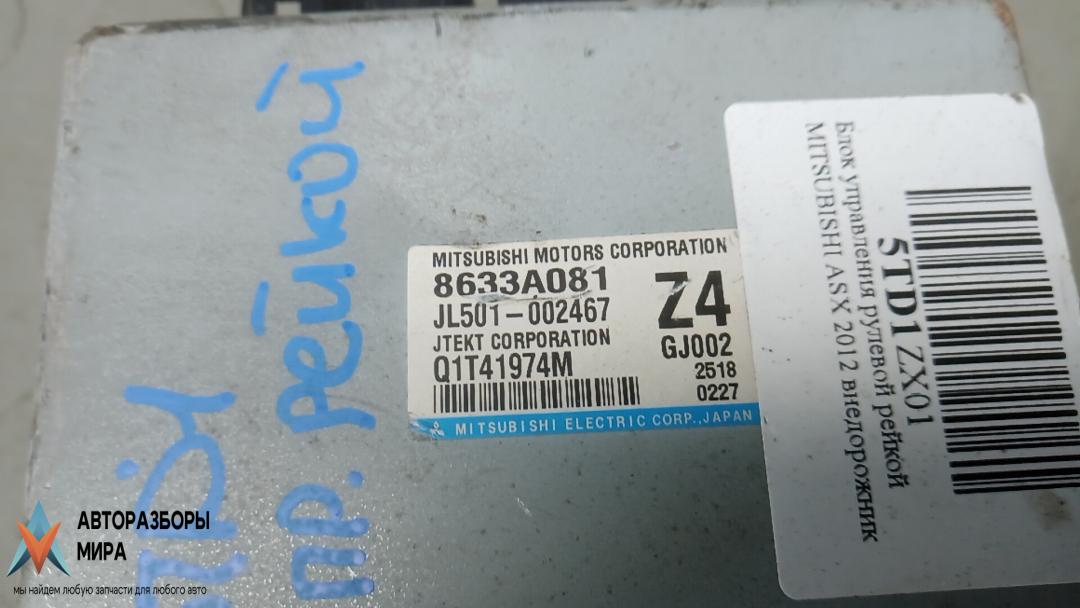 MITSUBISHI MOTORS CORPORATION
8633A081
JL501-002467
Z4
JTEKT CORPORATION
GJ002
Q1T41974M
2518
0227
MITSUBISHI ELECTRIC CORP., JAPAN
5TD1ZX01
Блок управления рулевой рейкой
MITSUBISHI ASX 2012 внедорожник
пр. рейкой
АВТОРАЗБОРЫ
МИРА
мы найдем любую запчасти для любого авто